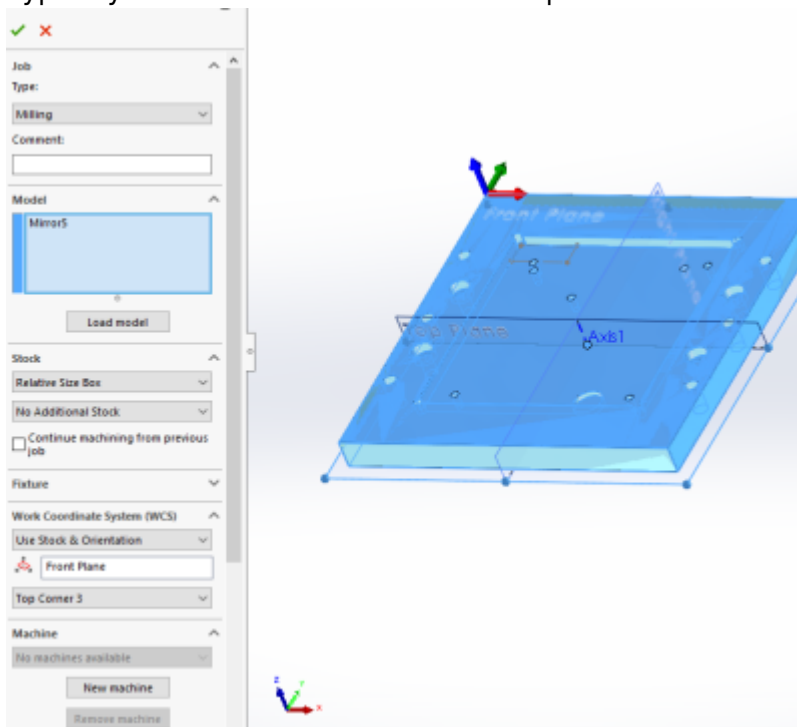 Job
Type:
Milling
Comment:
Model
Mirror5
Load model
Stock
Relative Size Box
No Additional Stock
Continue machining from previous
job
Fixture
Work Coordinate System (WCS)
Use Stock & Orientation
Front Plane
Top Corner 3
Machine
No machines available
New machine
Remove machine
Front Plane
Top Plane
Axis1
z
Y
x